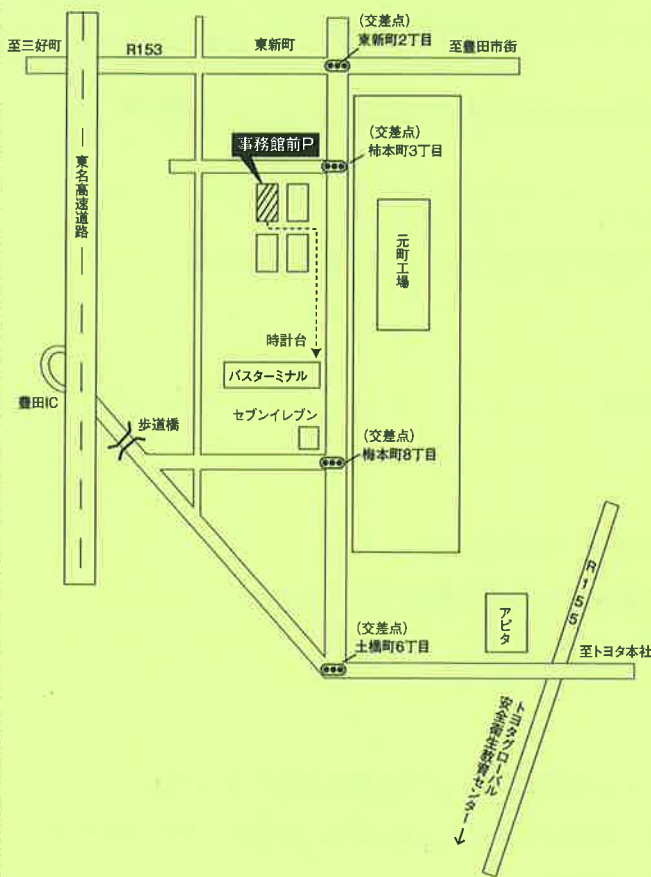 (交差点)
東新町2丁目
至三好町
R153
東新町
至豊田市街
(交差点)
柿本町3丁目
事務館前P
東名高速道路
元町工場
時計台
バスターミナル
豊田IC
セブンイレブン
歩道橋
(交差点)
梅本町8丁目
R155
アピタ
(交差点)
土橋町6丁目
至トヨタ本社
トヨタグローバル
安全衛生教育センター